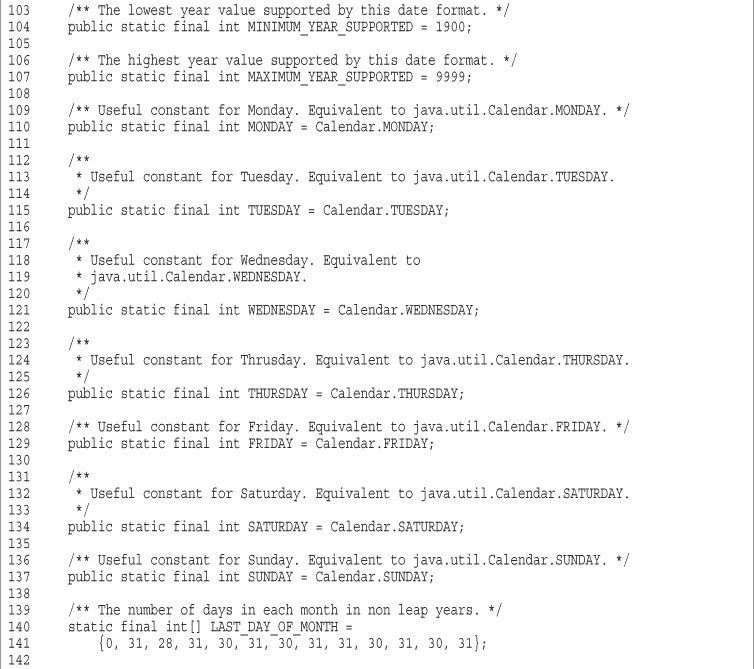 103     /** The lowest year value supported by this date format. */
104     public static final int MINIMUM_YEAR_SUPPORTED = 1900;
105
106     /** The highest year value supported by this date format. */
107     public static final int MAXIMUM_YEAR_SUPPORTED = 9999;
108
109     /** Useful constant for Monday. Equivalent to java.util.Calendar.MONDAY. */
110     public static final int MONDAY = Calendar.MONDAY;
111
112     /**
113      * Useful constant for Tuesday. Equivalent to java.util.Calendar.TUESDAY.
114      */
115     public static final int TUESDAY = Calendar.TUESDAY;
116
117     /**
118      * Useful constant for Wednesday. Equivalent to
119      * java.util.Calendar.WEDNESDAY.
120      */
121     public static final int WEDNESDAY = Calendar.WEDNESDAY;
122
123     /**
124      * Useful constant for Thrusday. Equivalent to java.util.Calendar.THURSDAY.
125      */
126     public static final int THURSDAY = Calendar.THURSDAY;
127
128     /** Useful constant for Friday. Equivalent to java.util.Calendar.FRIDAY. */
129     public static final int FRIDAY = Calendar.FRIDAY;
130
131     /**
132      * Useful constant for Saturday. Equivalent to java.util.Calendar.SATURDAY.
133      */
134     public static final int SATURDAY = Calendar.SATURDAY;
135
136     /** Useful constant for Sunday. Equivalent to java.util.Calendar.SUNDAY. */
137     public static final int SUNDAY = Calendar.SUNDAY;
138
139     /** The number of days in each month in non leap years. */
140     static final int[] LAST_DAY_OF_MONTH =
141         {0, 31, 28, 31, 30, 31, 30, 31, 31, 30, 31, 30, 31};
142